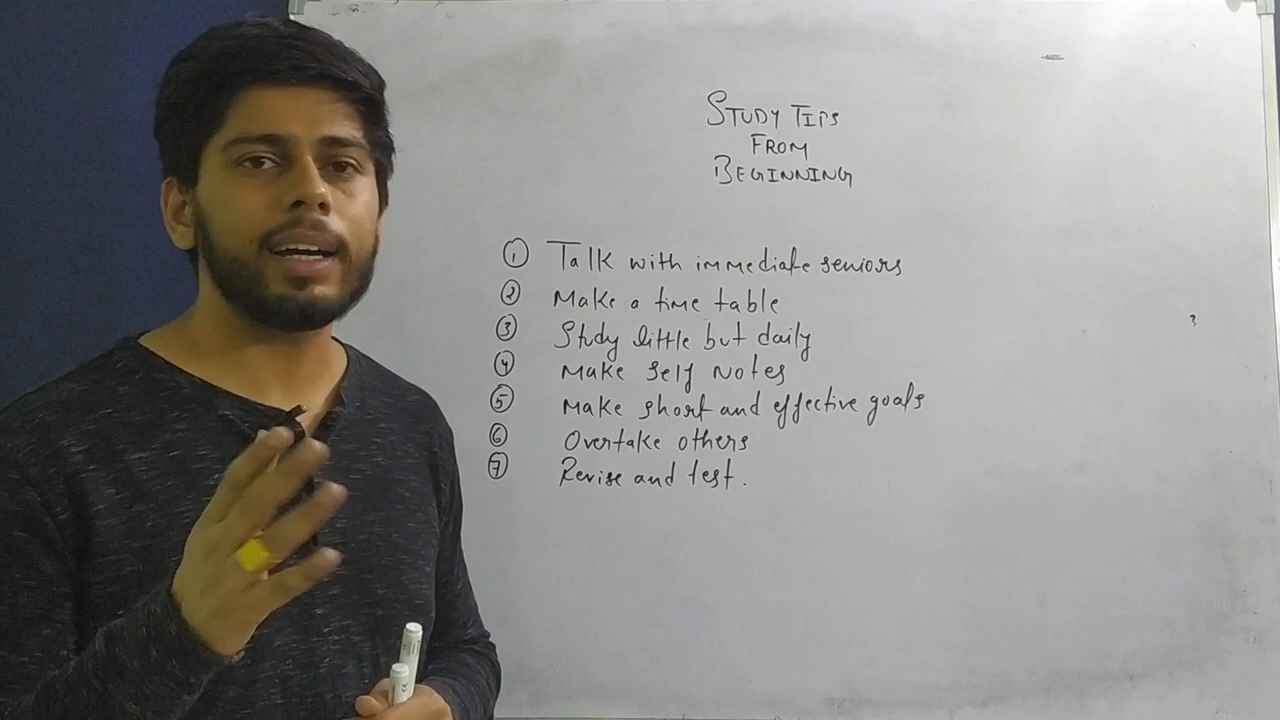 STUDY TIPS
FROM
BEGINNING
① Talk with immediate seniors
② Make a time table
③ Study little but daily
④ Make self notes
⑤ Make short and effective goals
⑥ Overtake others
⑦ Revise and test.